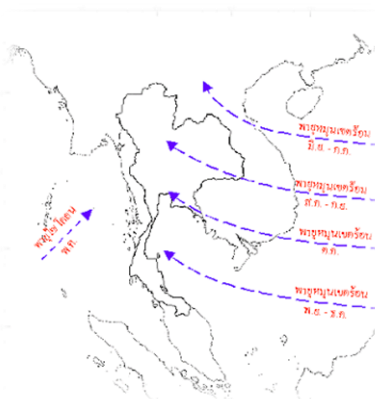 พายุหมุนเขตร้อน
มิ.ย. - ก.ค.
พายุหมุนเขตร้อน
ส.ค. - ก.ย.
พายุหมุนเขตร้อน
ต.ค.
พายุไซโคลน
พ.ค.
พายุหมุนเขตร้อน
พ.ย. - ธ.ค.